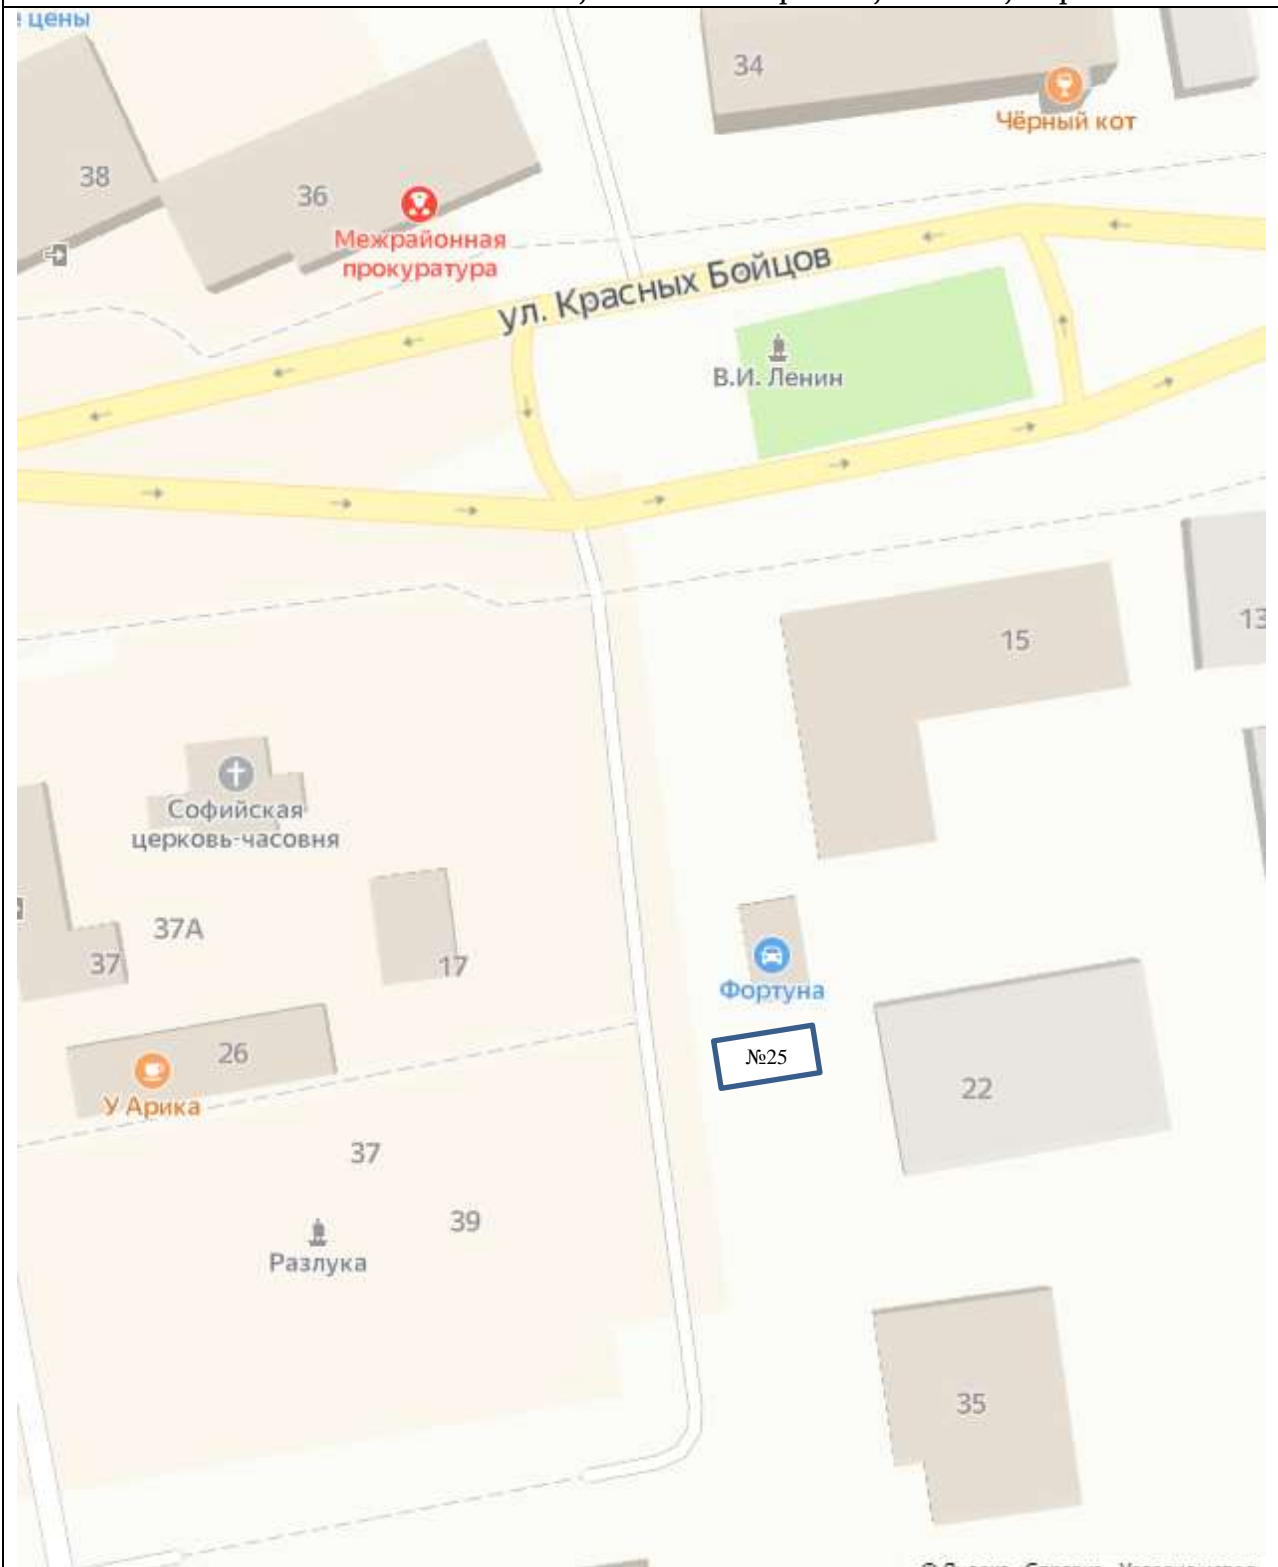 цены
34
Чёрный кот
38
36
Межрайонная
прокуратура
ул. Красных Бойцов
В.И. Ленин
15
13
Софийская
церковь-часовня
37А
37
17
Фортуна
№25
26
У Арика
22
37
39
Разлука
35